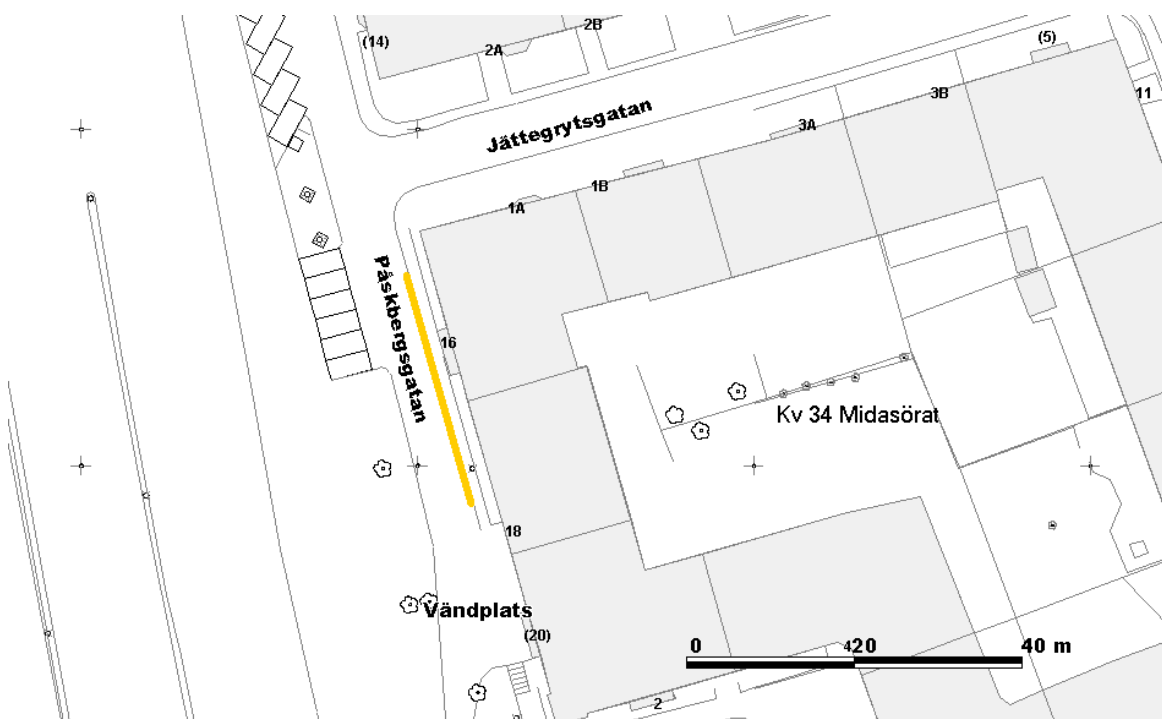 2B
(14)
2A
(5)
3B
11
Jättegrytsgatan
3A
1B
1A
Påskbergsgatan
16
Kv 34 Midasörat
18
Vändplats
(20)
4
0 20 40 m
2